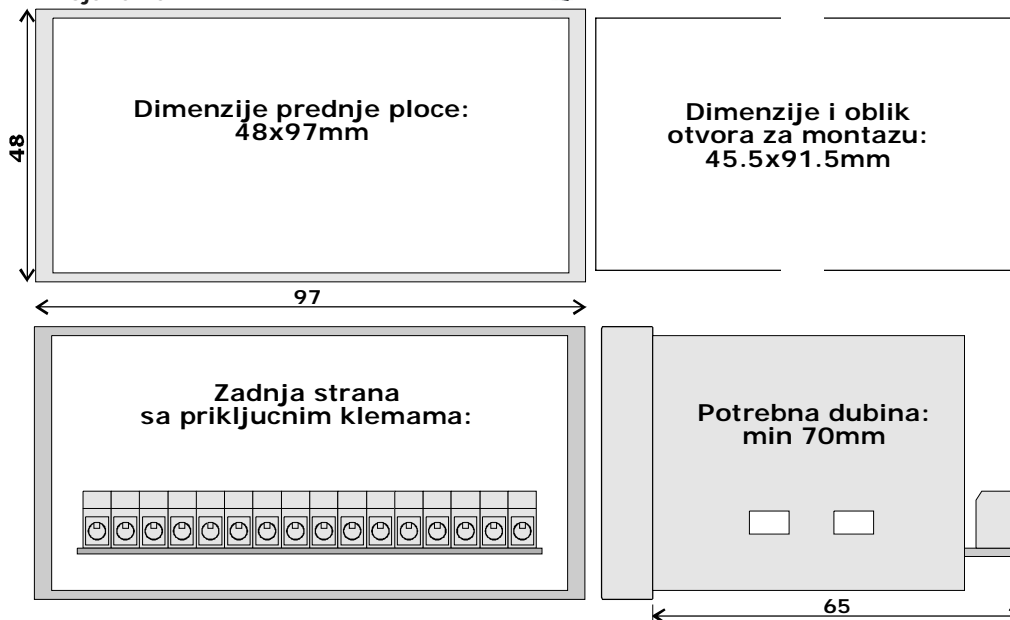 Dimenzije prednje ploce:
48x97mm
48
97
Dimenzije i oblik
otvora za montazu:
45.5x91.5mm
Zadnja strana
sa prikljucnim klemama:
Potrebna dubina:
min 70mm
65